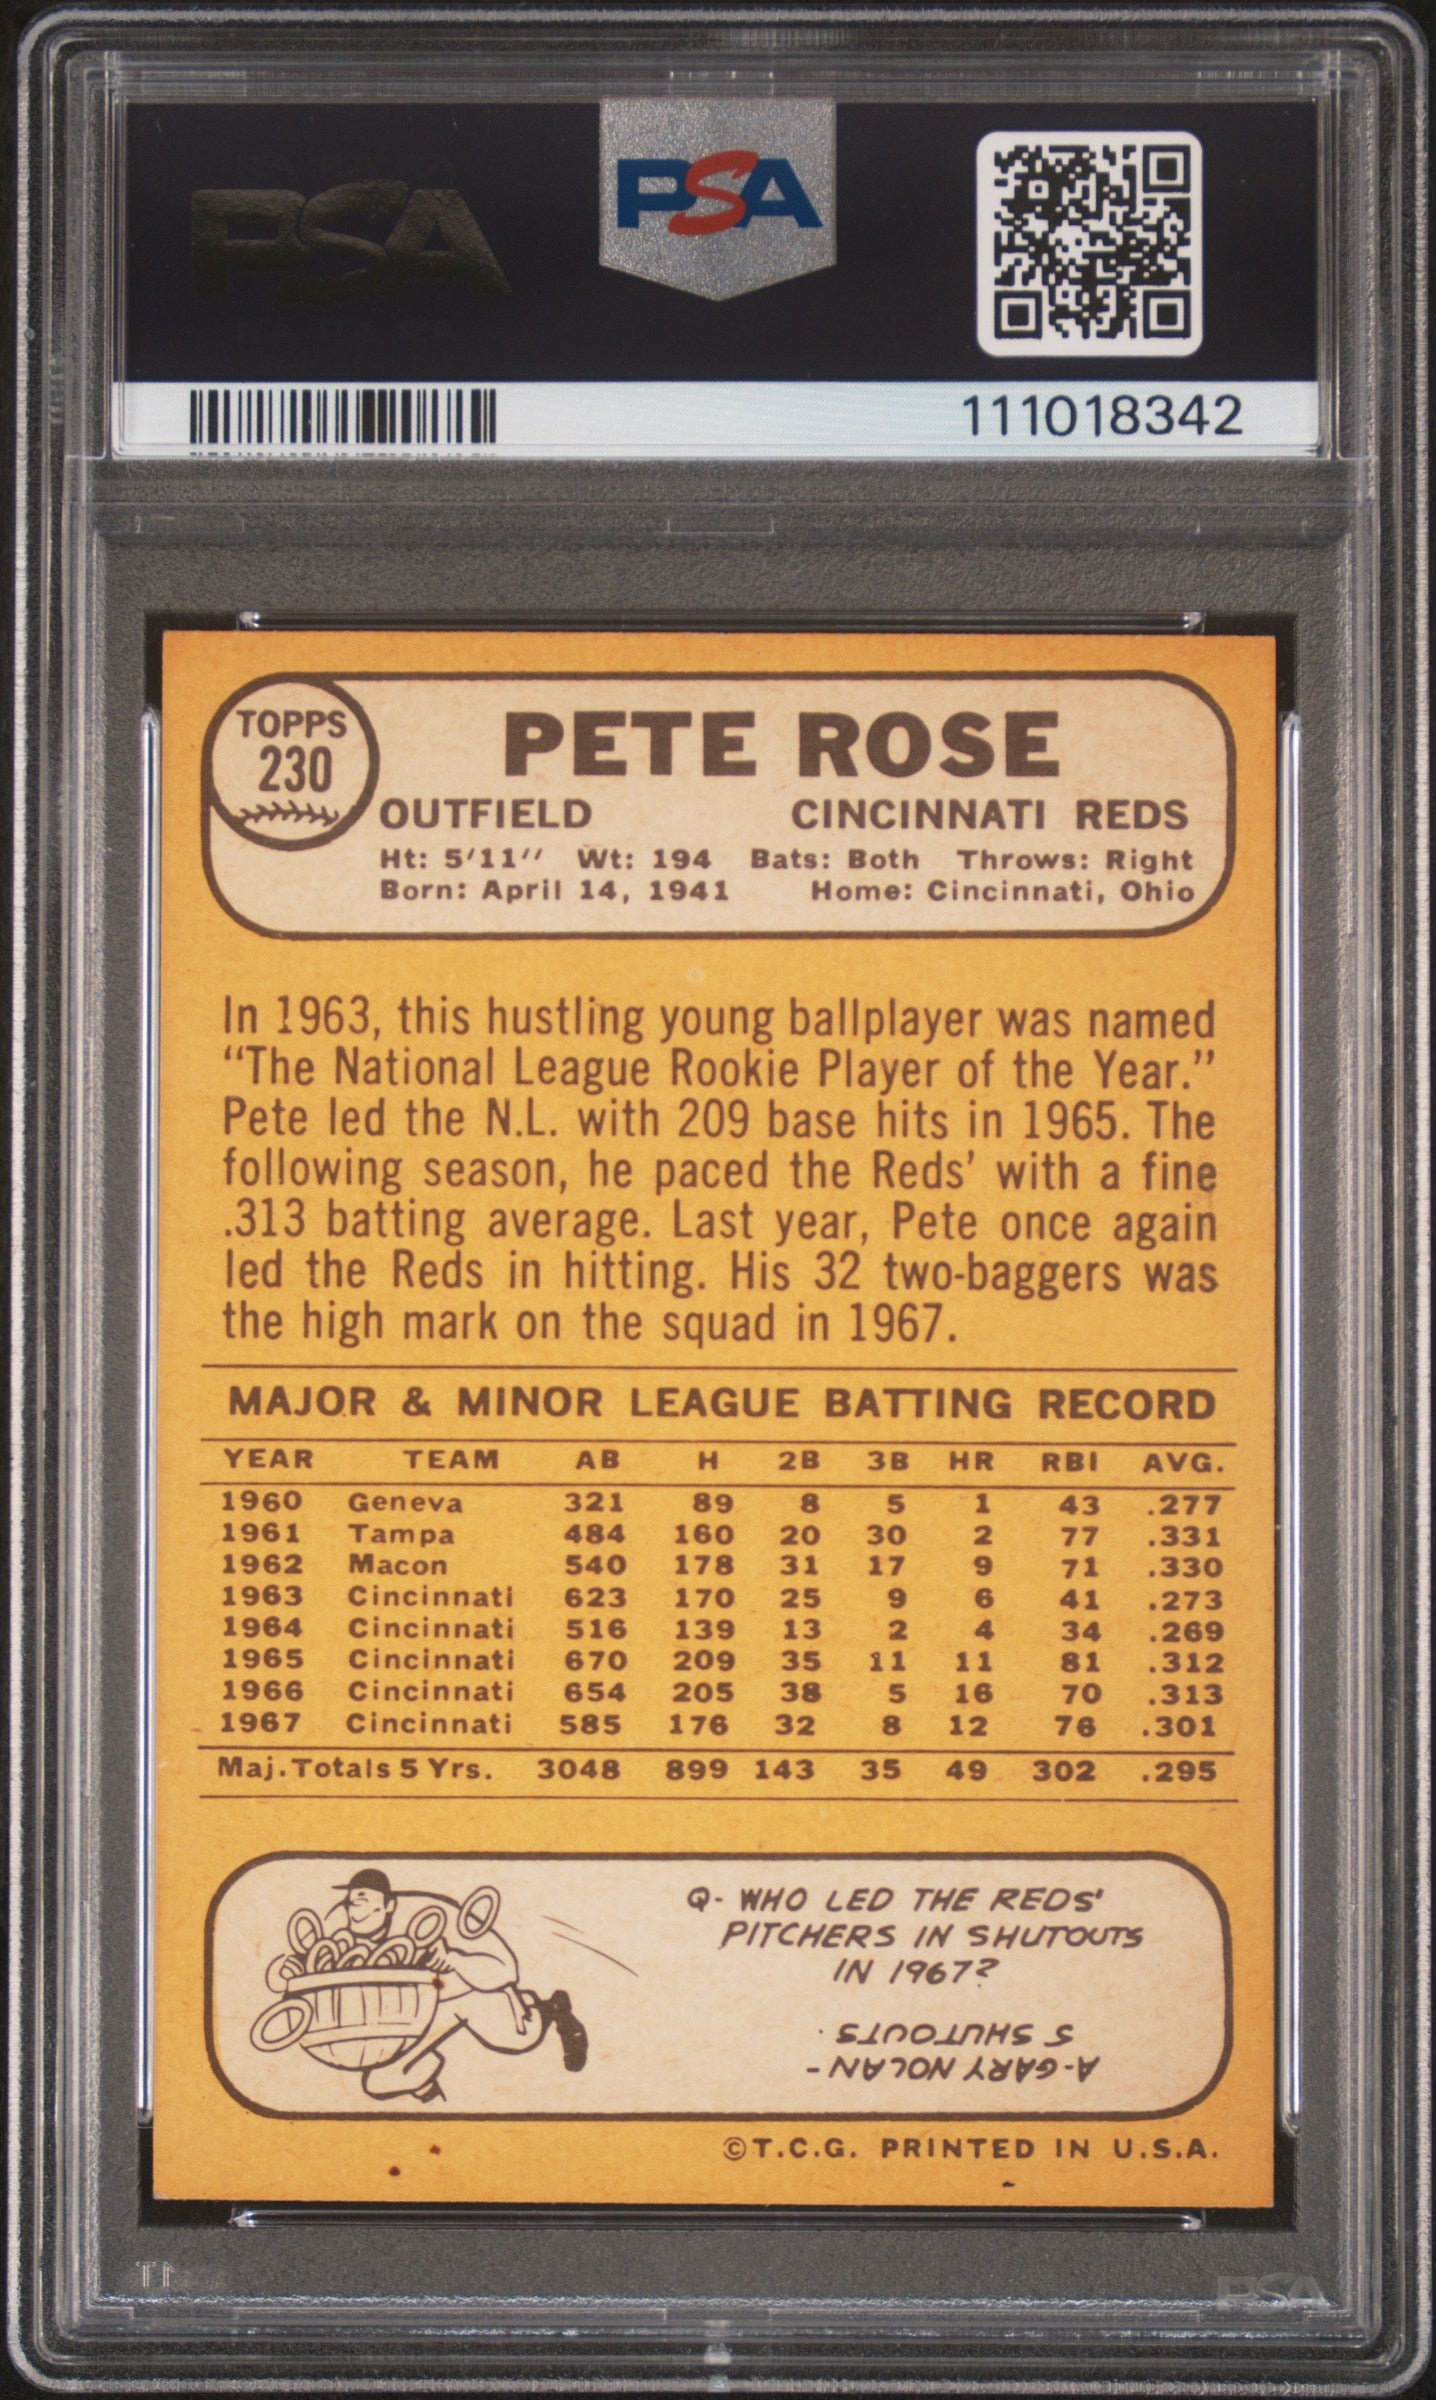 PSA
PSA
111018342
TOPPS
230
PETE ROSE
OUTFIELD CINCINNATI REDS
Ht: 5'11'' Wt: 194 Bats: Both Throws: Right
Born: April 14, 1941 Home: Cincinnati, Ohio
In 1963, this hustling young ballplayer was named
“The National League Rookie Player of the Year.”
Pete led the N.L. with 209 base hits in 1965. The
following season, he paced the Reds’ with a fine
.313 batting average. Last year, Pete once again
led the Reds in hitting. His 32 two-baggers was
the high mark on the squad in 1967.
MAJOR & MINOR LEAGUE BATTING RECORD
YEAR TEAM AB H 2B 3B HR RBI AVG.
1960 Geneva 321 89 8 5 1 43 .277
1961 Tampa 484 160 20 30 2 77 .331
1962 Macon 540 178 31 17 9 71 .330
1963 Cincinnati 623 170 25 9 6 41 .273
1964 Cincinnati 516 139 13 2 4 34 .269
1965 Cincinnati 670 209 35 11 11 81 .312
1966 Cincinnati 654 205 38 5 16 70 .313
1967 Cincinnati 585 176 32 8 12 76 .301
Maj. Totals 5 Yrs. 3048 899 143 35 49 302 .295
Q- WHO LED THE REDS'
PITCHERS IN SHUTOUTS
IN 1967?
A-GARY NOLAN-
5 SHUTOUTS.
©T.C.G. PRINTED IN U.S.A.
PSA